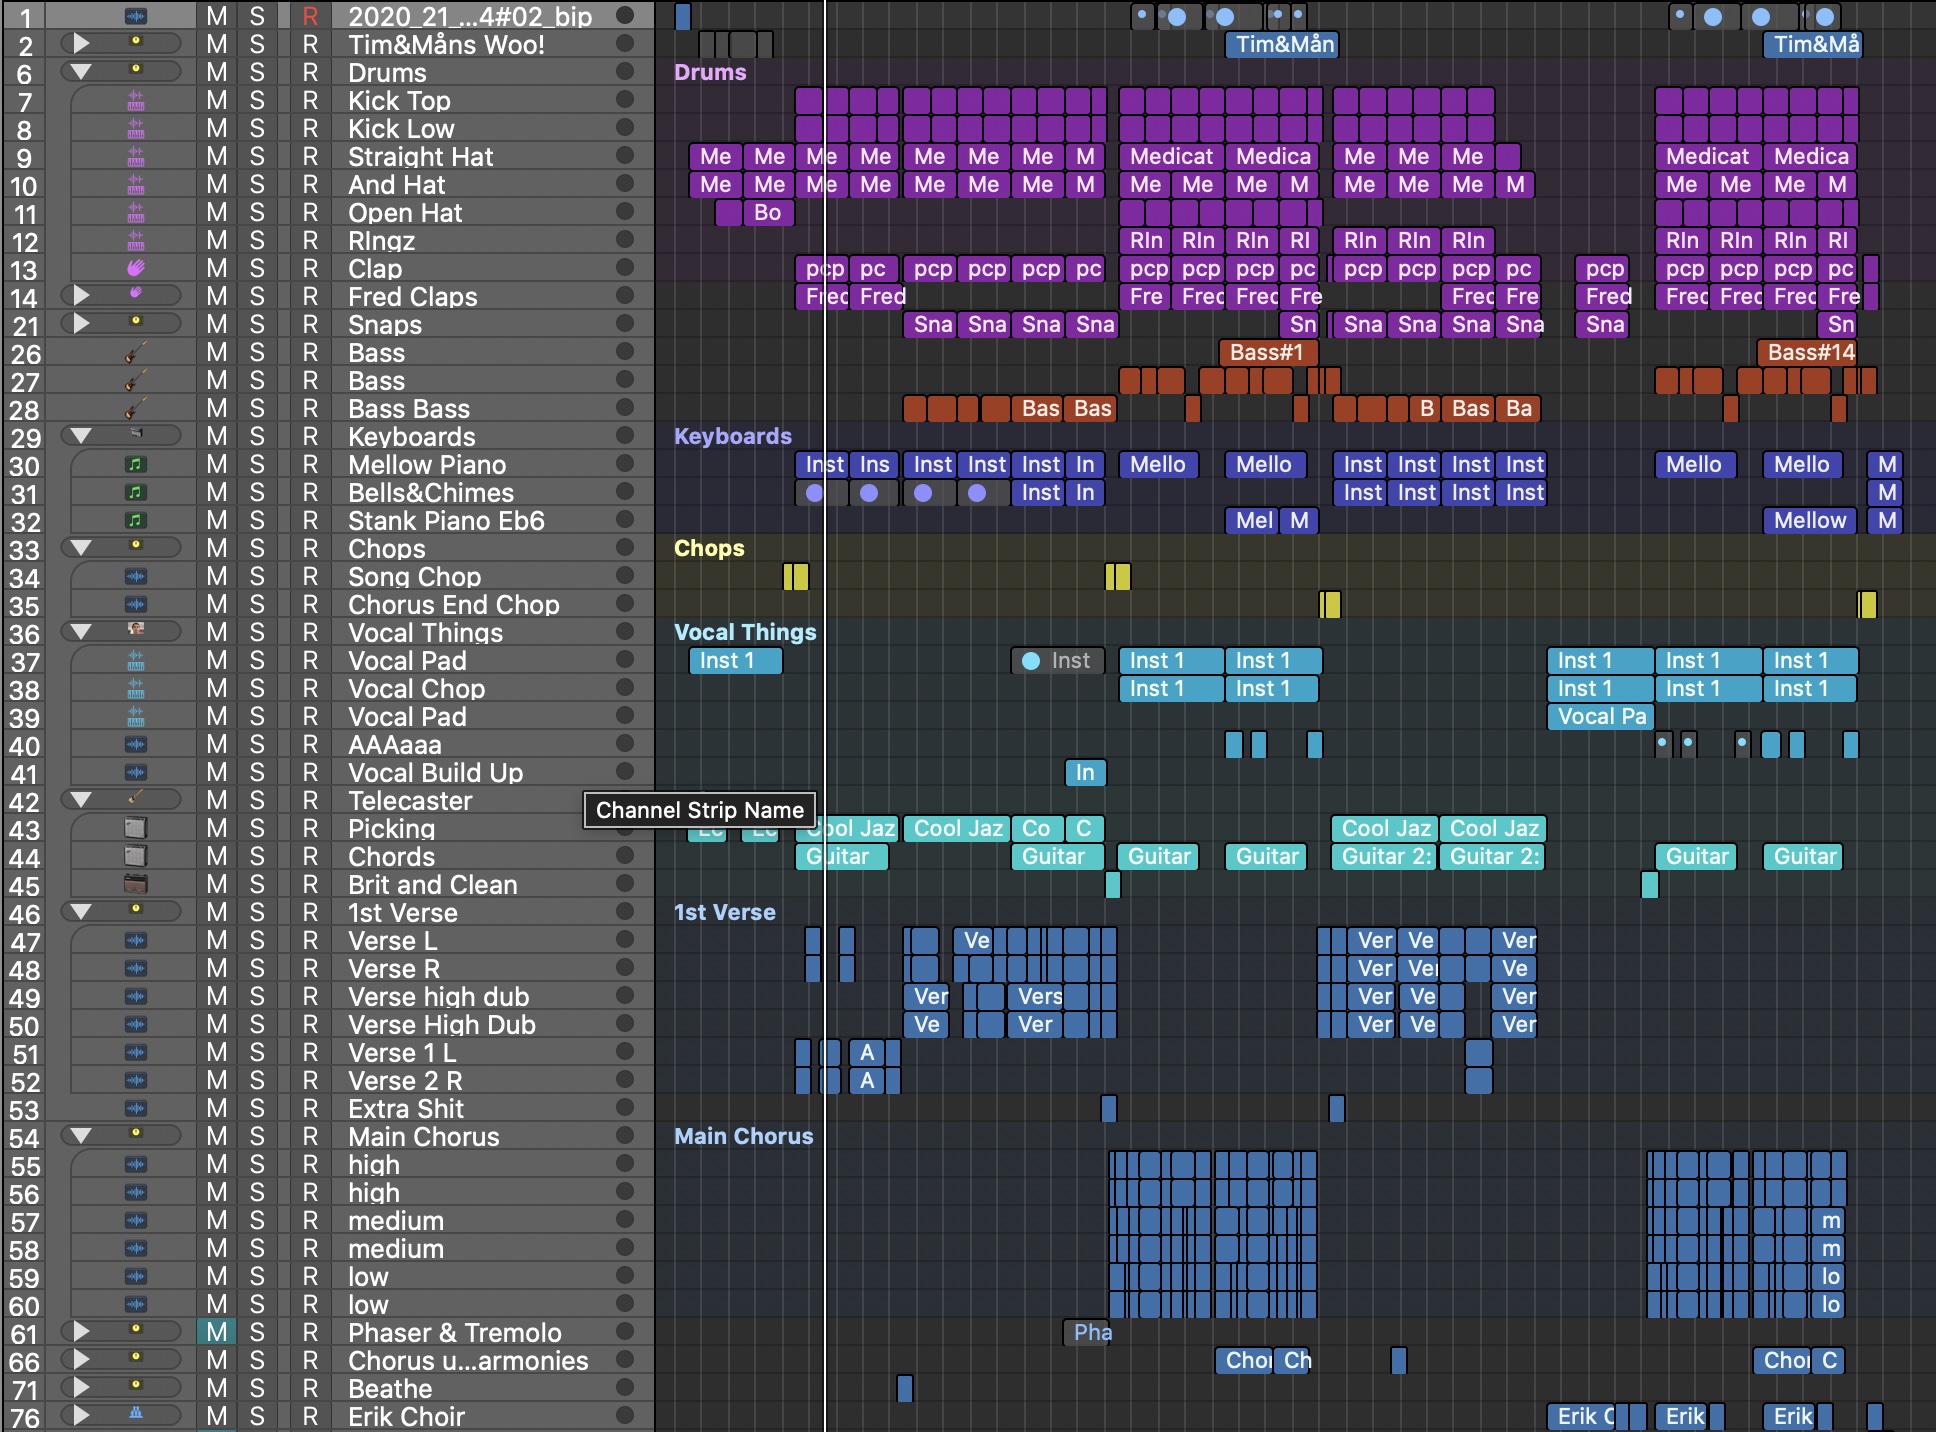 1 M S R 2020_21_...4#02_bip
2 M S R Tim&Måns Woo! Tim&Mån Tim&Må
6 M S R Drums Drums
7 M S R Kick Top
8 M S R Kick Low
9 M S R Straight Hat Me Me Me Me Me Me Me M Medicat Medica Me Me Me Medicat Medica
10 M S R And Hat Me Me Me Me Me Me Me M Me Me Me M Me Me Me M Me Me Me M
11 M S R Open Hat Bo
12 M S R RIngz RIn RIn RIn RI RIn RIn RIn RIn RIn RIn RI
13 M S R Clap pcp pc pcp pcp pcp pc pcp pcp pcp pc pcp pcp pcp pc pcp pcp pcp pcp pc
14 M S R Fred Claps Fred Fred Fre Fred Fred Fre Fred Fre Fred Fred Fred Fred Fre
21 M S R Snaps Sna Sna Sna Sna Sn Sna Sna Sna Sna Sna Sn
26 M S R Bass Bass#1 Bass#14
27 M S R Bass
28 M S R Bass Bass Bas Bas B Bas Ba
29 M S R Keyboards Keyboards
30 M S R Mellow Piano Inst Ins Inst Inst Inst In Mello Mello Inst Inst Inst Inst Mello Mello M
31 M S R Bells&Chimes Inst In Inst Inst Inst Inst M
32 M S R Stank Piano Eb6 Mel M Mellow M
33 M S R Chops Chops
34 M S R Song Chop
35 M S R Chorus End Chop
36 M S R Vocal Things Vocal Things
37 M S R Vocal Pad Inst 1 Inst Inst 1 Inst 1 Inst 1 Inst 1 Inst 1
38 M S R Vocal Chop Inst 1 Inst 1 Inst 1 Inst 1 Inst 1
39 M S R Vocal Pad Vocal Pa
40 M S R AAAaaa
41 M S R Vocal Build Up In
42 M S R Telecaster
Channel Strip Name
43 M S R Picking Cool Jaz Cool Jaz Co C Cool Jaz Cool Jaz
44 M S R Chords Guitar Guitar Guitar Guitar Guitar 2: Guitar 2: Guitar Guitar
45 M S R Brit and Clean
46 M S R 1st Verse 1st Verse
47 M S R Verse L Ve Ver Ve Ver
48 M S R Verse R Ver Ver Ve
49 M S R Verse high dub Ver Vers Ver Ve Ver
50 M S R Verse High Dub Ve Ver Ver Ve Ver
51 M S R Verse 1 L A
52 M S R Verse 2 R A
53 M S R Extra Shit
54 M S R Main Chorus Main Chorus
55 M S R high
56 M S R high
57 M S R medium m
58 M S R medium m
59 M S R low lo
60 M S R low lo
61 M S R Phaser & Tremolo Pha
66 M S R Chorus u...armonies Chor Ch Chor C
71 M S R Beathe
76 M S R Erik Choir Erik C Erik Erik